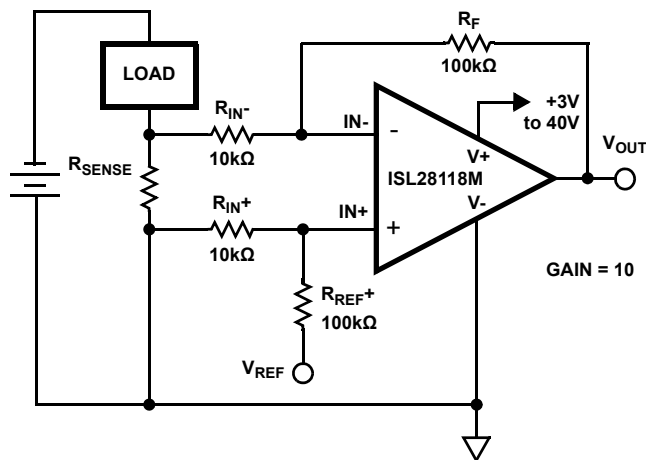 R_F
100kΩ
LOAD
R_IN-
10kΩ
IN-
-
+3V
to 40V
V_OUT
V+
ISL28118M
V-
R_SENSE
R_IN+
10kΩ
IN+
+
GAIN = 10
R_REF+
100kΩ
V_REF